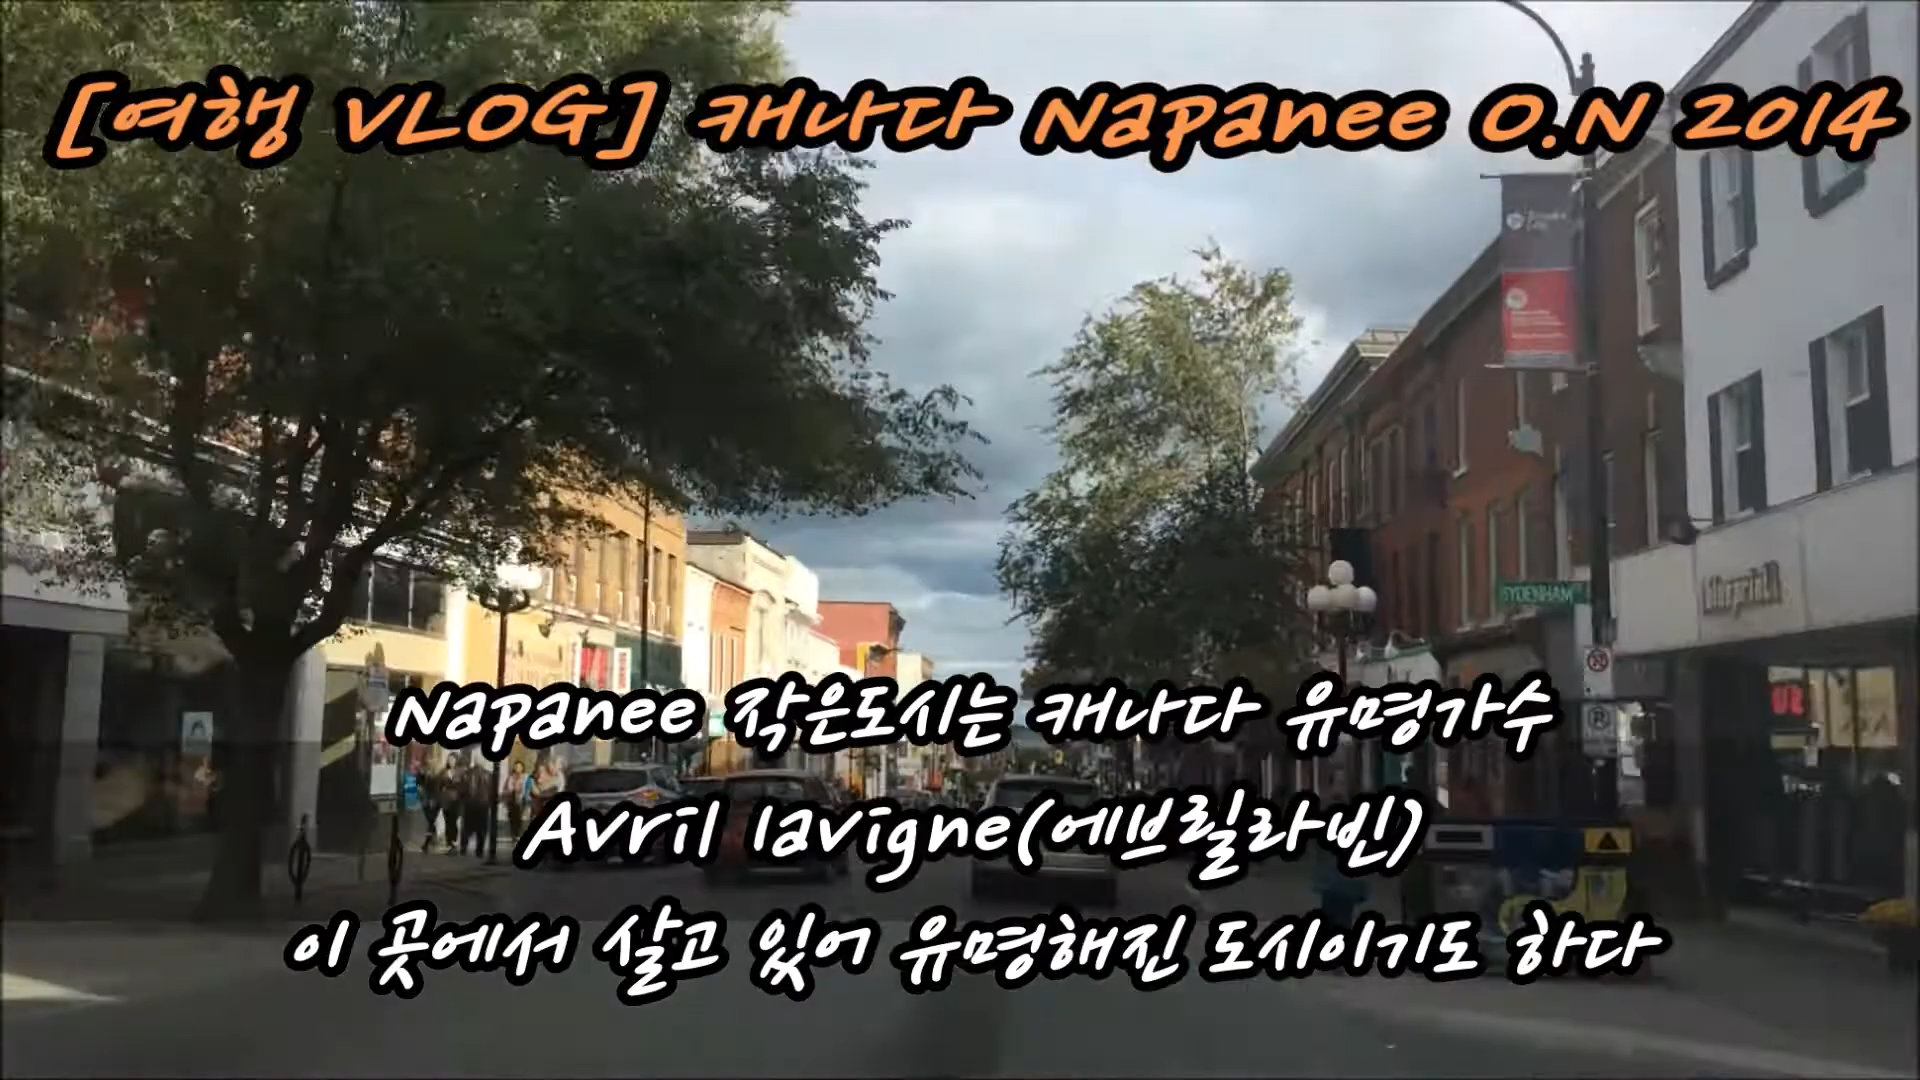 [여행 VLOG] 캐나다 Napanee O.N 2014
SYDENHAM
Napanee 작은도시는 캐나다 유명가수
Avril lavigne(에브릴라빈)
이 곳에서 살고 있어 유명해진 도시이기도 하다